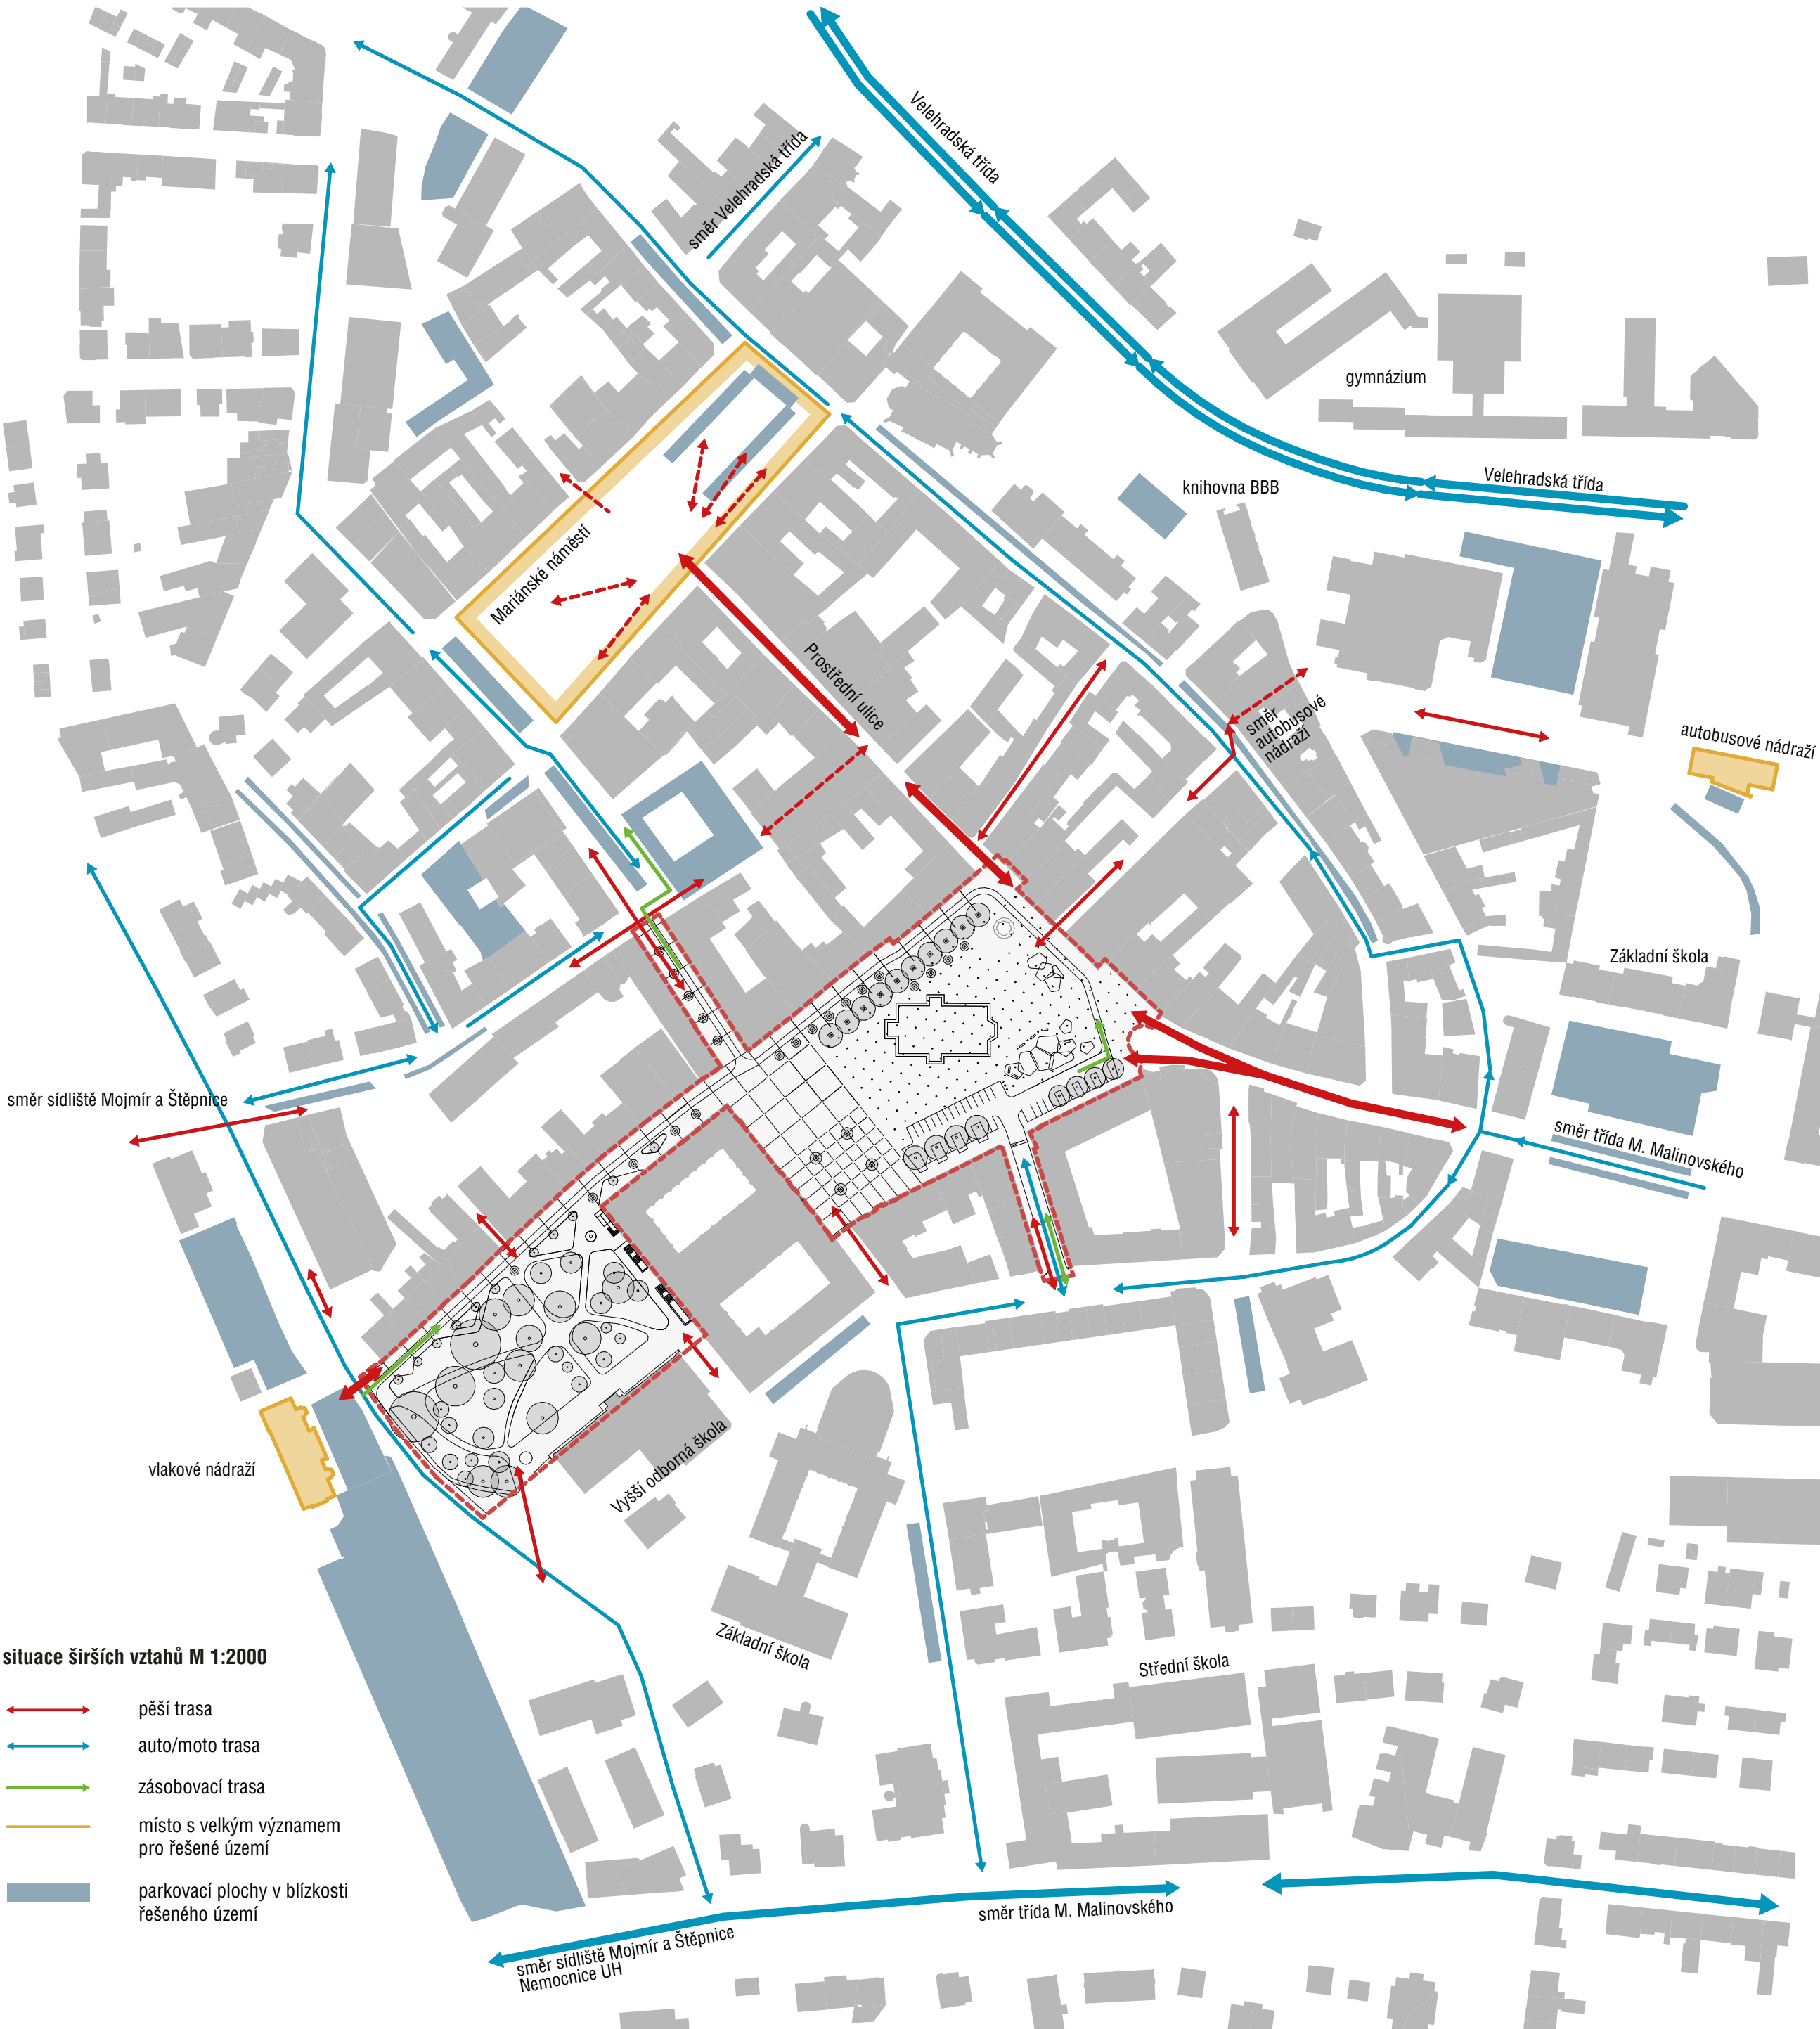 Velehradská třída
směr Velehradská třída
gymnázium
Velehradská třída
knihovna BBB
Mariánské náměstí
Prostřední ulice
směr
autobusové
nádraží
autobusové nádraží
Základní škola
směr sídliště Mojmír a Štěpnice
směr třída M. Malinovského
vlakové nádraží
Vyšší odborná škola
Základní škola
Střední škola
situace širších vztahů M 1:2000
pěší trasa
auto/moto trasa
zásobovací trasa
místo s velkým významem
pro řešené území
parkovací plochy v blízkosti
řešeného území
směr třída M. Malinovského
směr sídliště Mojmír a Štěpnice
Nemocnice UH